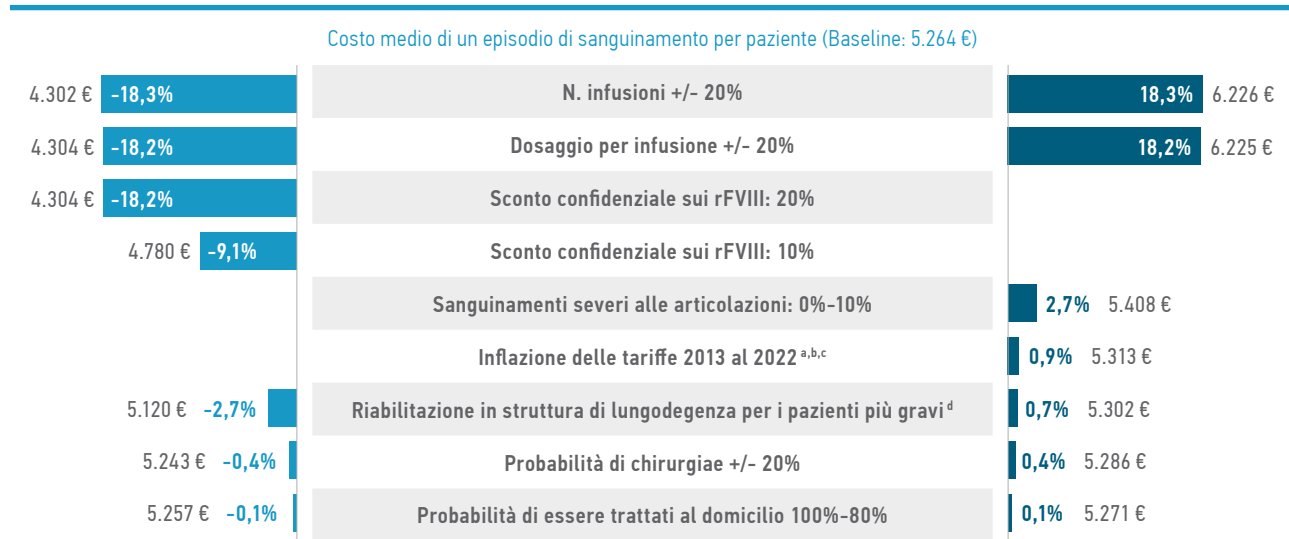 Costo medio di un episodio di sanguinamento per paziente (Baseline: 5.264 €)
4.302 € -18,3% N. infusioni +/- 20% 18,3% 6.226 €
4.304 € -18,2% Dosaggio per infusione +/- 20% 18,2% 6.225 €
4.304 € -18,2% Sconto confidenziale sui rFVIII: 20%
4.780 € -9,1% Sconto confidenziale sui rFVIII: 10%
Sanguinamenti severi alle articolazioni: 0%-10% 2,7% 5.408 €
Inflazione delle tariffe 2013 al 2022 a,b,c 0,9% 5.313 €
5.120 € -2,7% Riabilitazione in struttura di lungodegenza per i pazienti più gravi d 0,7% 5.302 €
5.243 € -0,4% Probabilità di chirurgiae +/- 20% 0,4% 5.286 €
5.257 € -0,1% Probabilità di essere trattati al domicilio 100%-80% 0,1% 5.271 €